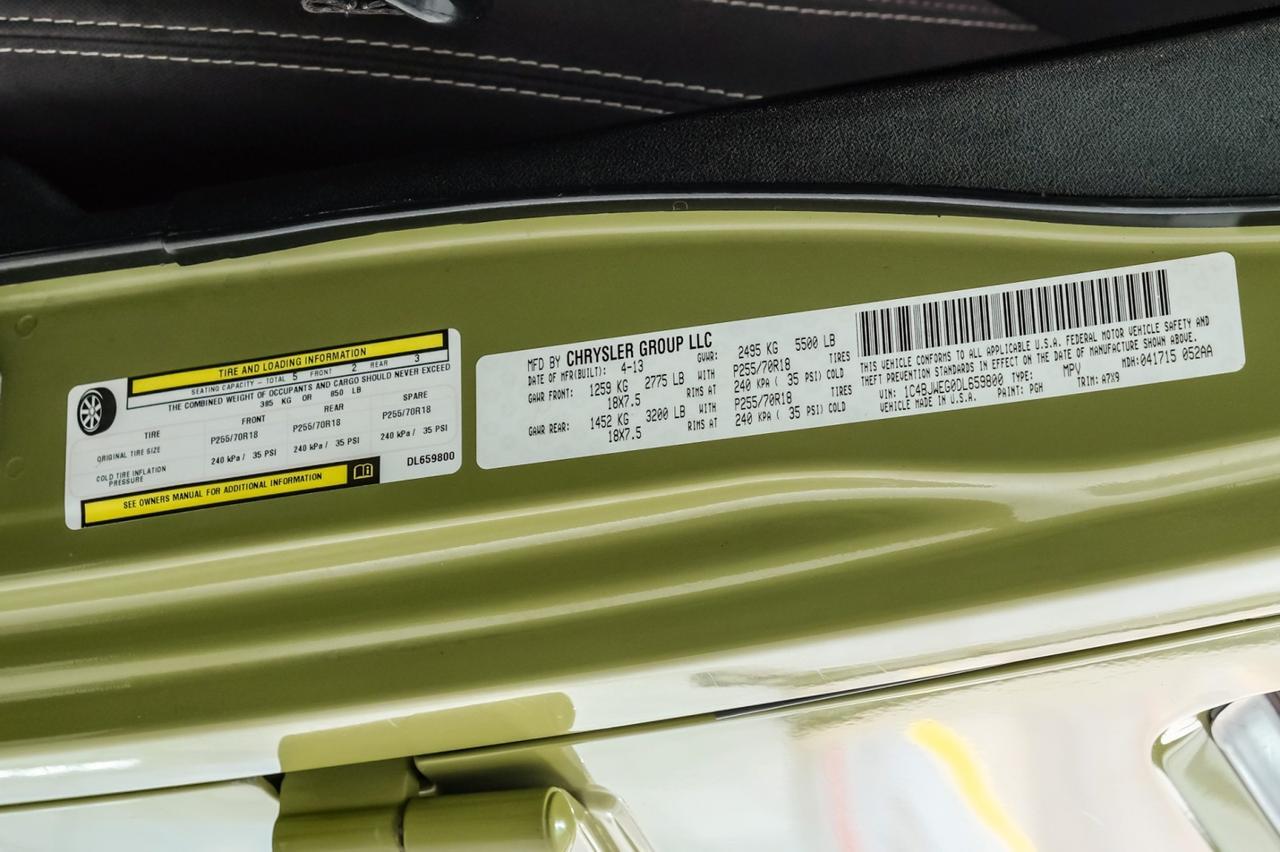 TIRE AND LOADING INFORMATION
SEATING CAPACITY - TOTAL 5 FRONT 2 REAR 3
THE COMBINED WEIGHT OF OCCUPANTS AND CARGO SHOULD NEVER EXCEED
385 KG OR 850 LB
TIRE FRONT REAR SPARE
ORIGINAL TIRE SIZE P255/70R18 P255/70R18 P255/70R18
COLD TIRE INFLATION PRESSURE 240 kPa / 35 PSI 240 kPa / 35 PSI 240 kPa / 35 PSI
SEE OWNERS MANUAL FOR ADDITIONAL INFORMATION
DL659800
MFD BY CHRYSLER GROUP LLC
DATE OF MFR(BUILT): 4-13 GVWR: 2495 KG 5500 LB
GAWR FRONT: 1259 KG 2775 LB WITH P255/70R18 TIRES
18X7.5 RIMS AT 240 KPA ( 35 PSI) COLD
GAWR REAR: 1452 KG 3200 LB WITH P255/70R18 TIRES
18X7.5 RIMS AT 240 KPA ( 35 PSI) COLD
THIS VEHICLE CONFORMS TO ALL APPLICABLE U.S.A. FEDERAL MOTOR VEHICLE SAFETY AND
THEFT PREVENTION STANDARDS IN EFFECT ON THE DATE OF MANUFACTURE SHOWN ABOVE.
VIN: 1C4BJWEG0DL659800 TYPE: MPV MDH:041715 052AA
VEHICLE MADE IN U.S.A. PAINT: PGH TRIM: A7X9